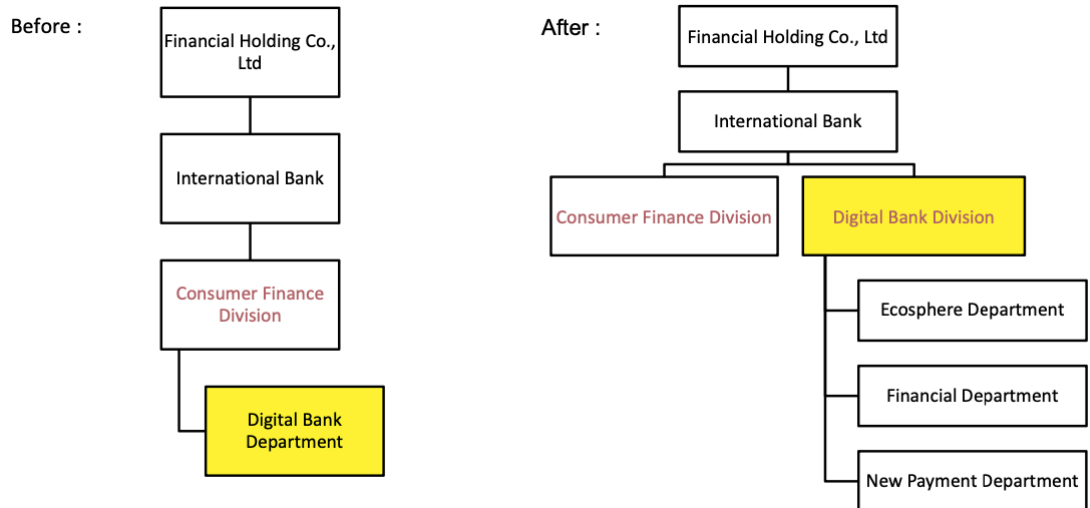 Before :
Financial Holding Co.,
Ltd
International Bank
Consumer Finance
Division
Digital Bank
Department
After :
Financial Holding Co., Ltd
International Bank
Consumer Finance Division
Digital Bank Division
Ecosphere Department
Financial Department
New Payment Department